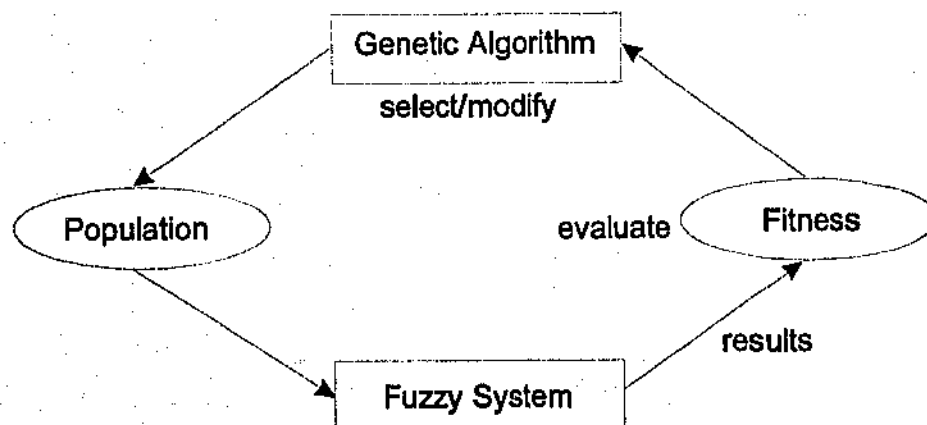 Genetic Algorithm
select/modify
Population
evaluate
Fitness
results
Fuzzy System